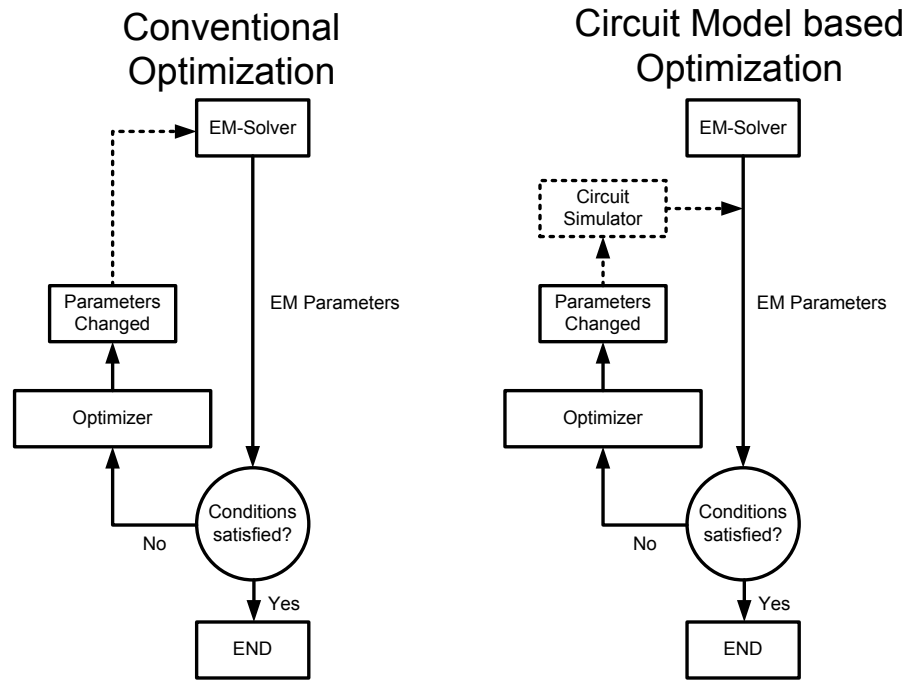 Conventional
Optimization
EM-Solver
Parameters
Changed
EM Parameters
Optimizer
Conditions
satisfied?
No
Yes
END
Circuit Model based
Optimization
EM-Solver
Circuit
Simulator
Parameters
Changed
EM Parameters
Optimizer
Conditions
satisfied?
No
Yes
END